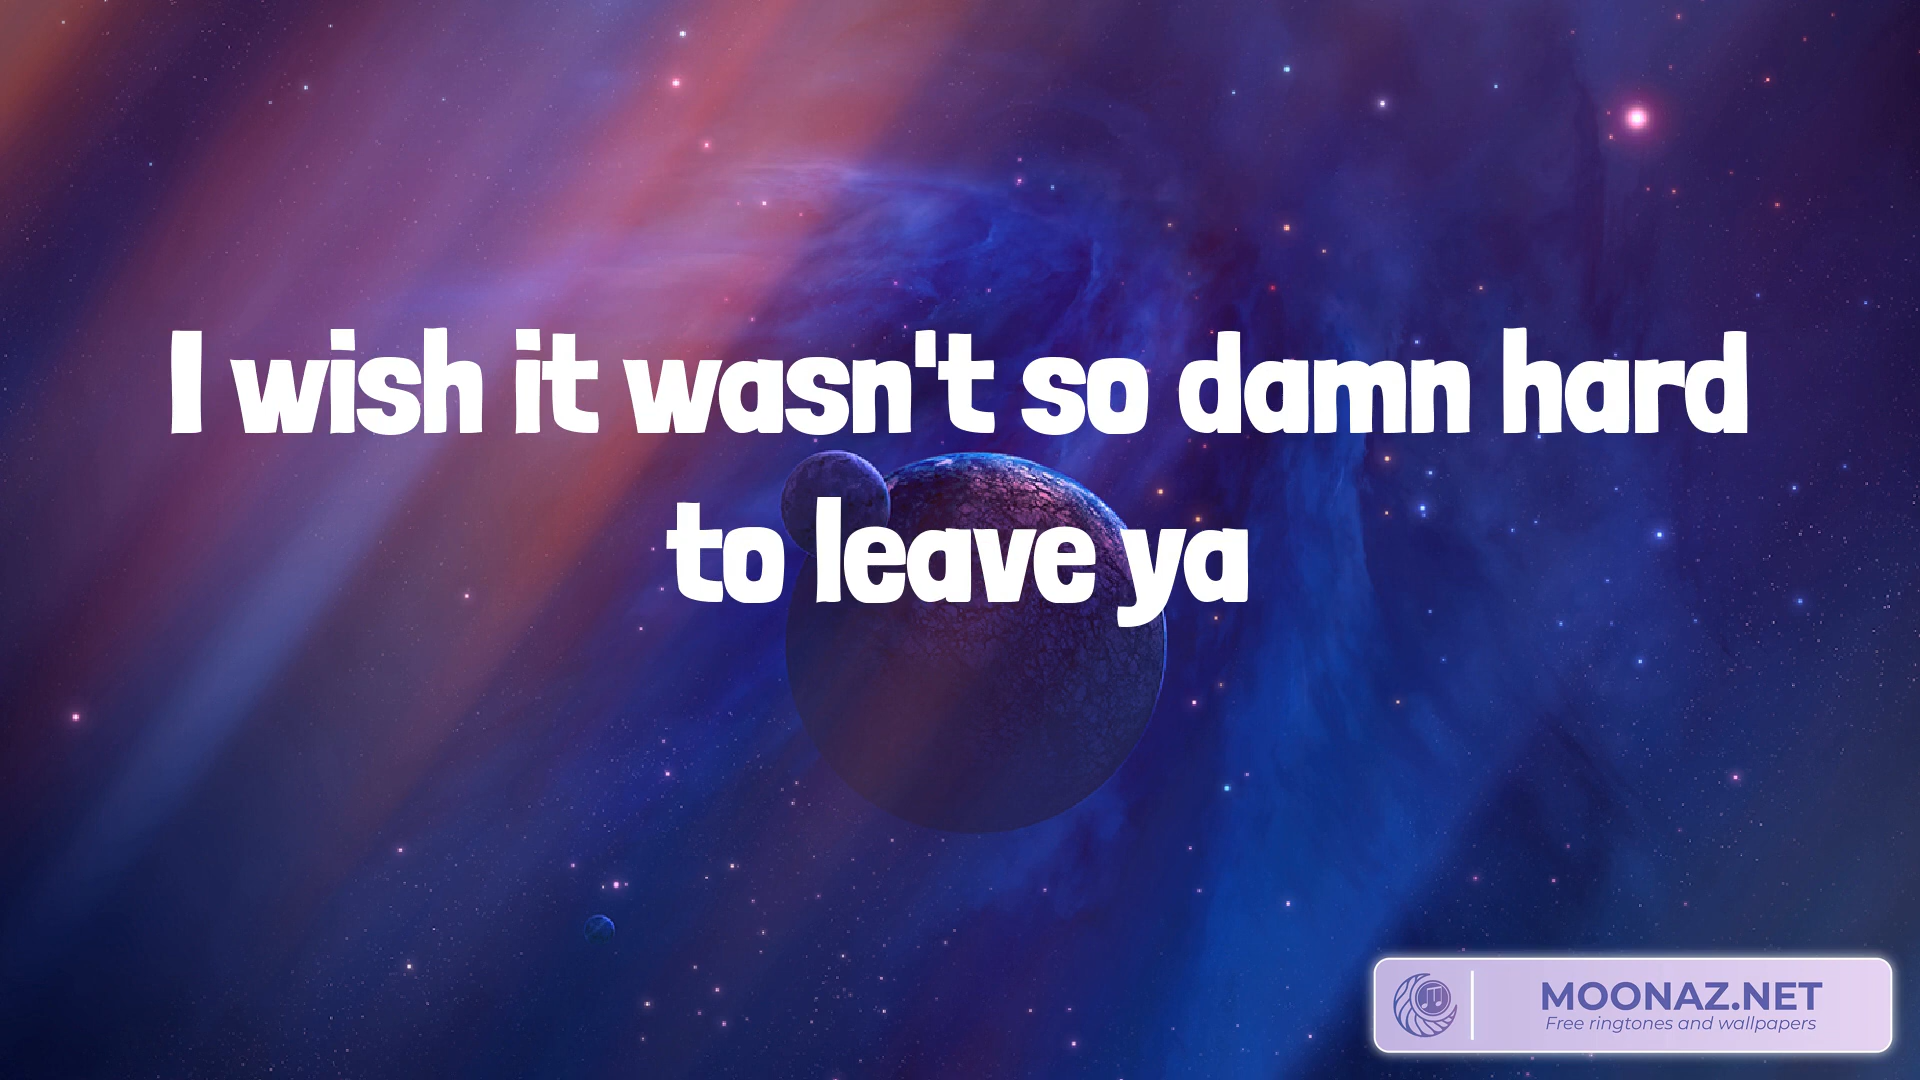 I wish it wasn't so damn hard
to leave ya
MOONAZ.NET
Free ringtones and wallpapers